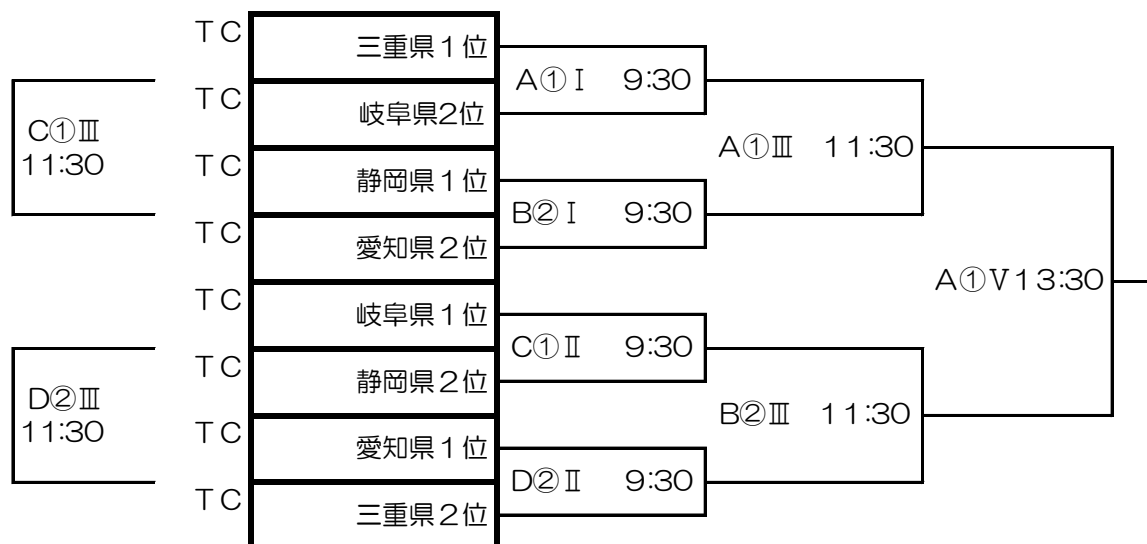 TC
三重県１位
A①Ⅰ 9:30
TC
岐阜県2位
C①Ⅲ
11:30
A①Ⅲ 11:30
TC
静岡県１位
B②Ⅰ 9:30
TC
愛知県２位
A①Ⅴ13:30
TC
岐阜県１位
C①Ⅱ 9:30
TC
静岡県２位
D②Ⅲ
11:30
B②Ⅲ 11:30
TC
愛知県１位
D②Ⅱ 9:30
TC
三重県２位